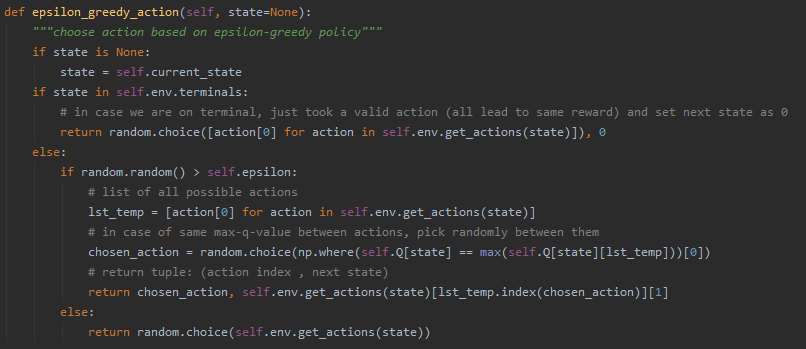 def epsilon_greedy_action(self, state=None):
    """choose action based on epsilon-greedy policy"""
    if state is None:
        state = self.current_state
    if state in self.env.terminals:
        # in case we are on terminal, just took a valid action (all lead to same reward) and set next state as 0
        return random.choice([action[0] for action in self.env.get_actions(state)]), 0
    else:
        if random.random() > self.epsilon:
            # list of all possible actions
            lst_temp = [action[0] for action in self.env.get_actions(state)]
            # in case of same max-q-value between actions, pick randomly between them
            chosen_action = random.choice(np.where(self.Q[state] == max(self.Q[state][lst_temp]))[0])
            # return tuple: (action index , next state)
            return chosen_action, self.env.get_actions(state)[lst_temp.index(chosen_action)][1]
        else:
            return random.choice(self.env.get_actions(state))